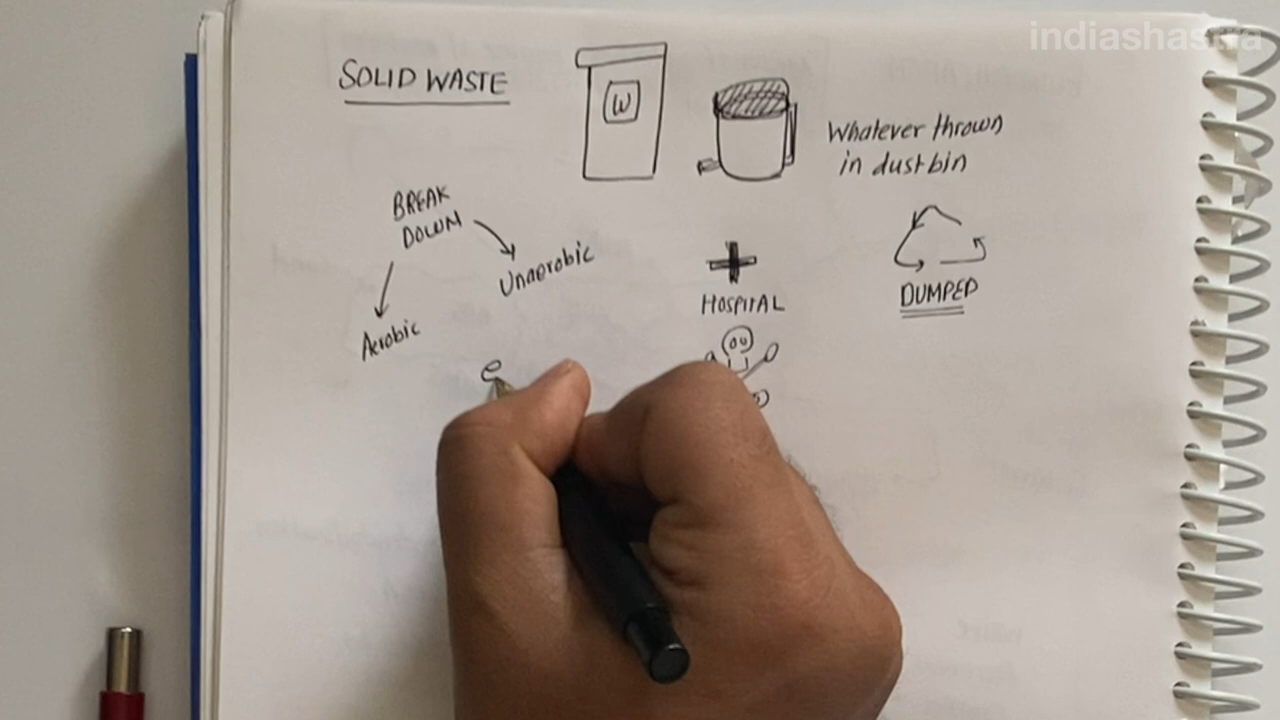 indiashastra
SOLID WASTE
W
Whatever thrown
in dustbin
BREAK
DOWN
Unaerobic
Aerobic
HOSPITAL
DUMPED
e